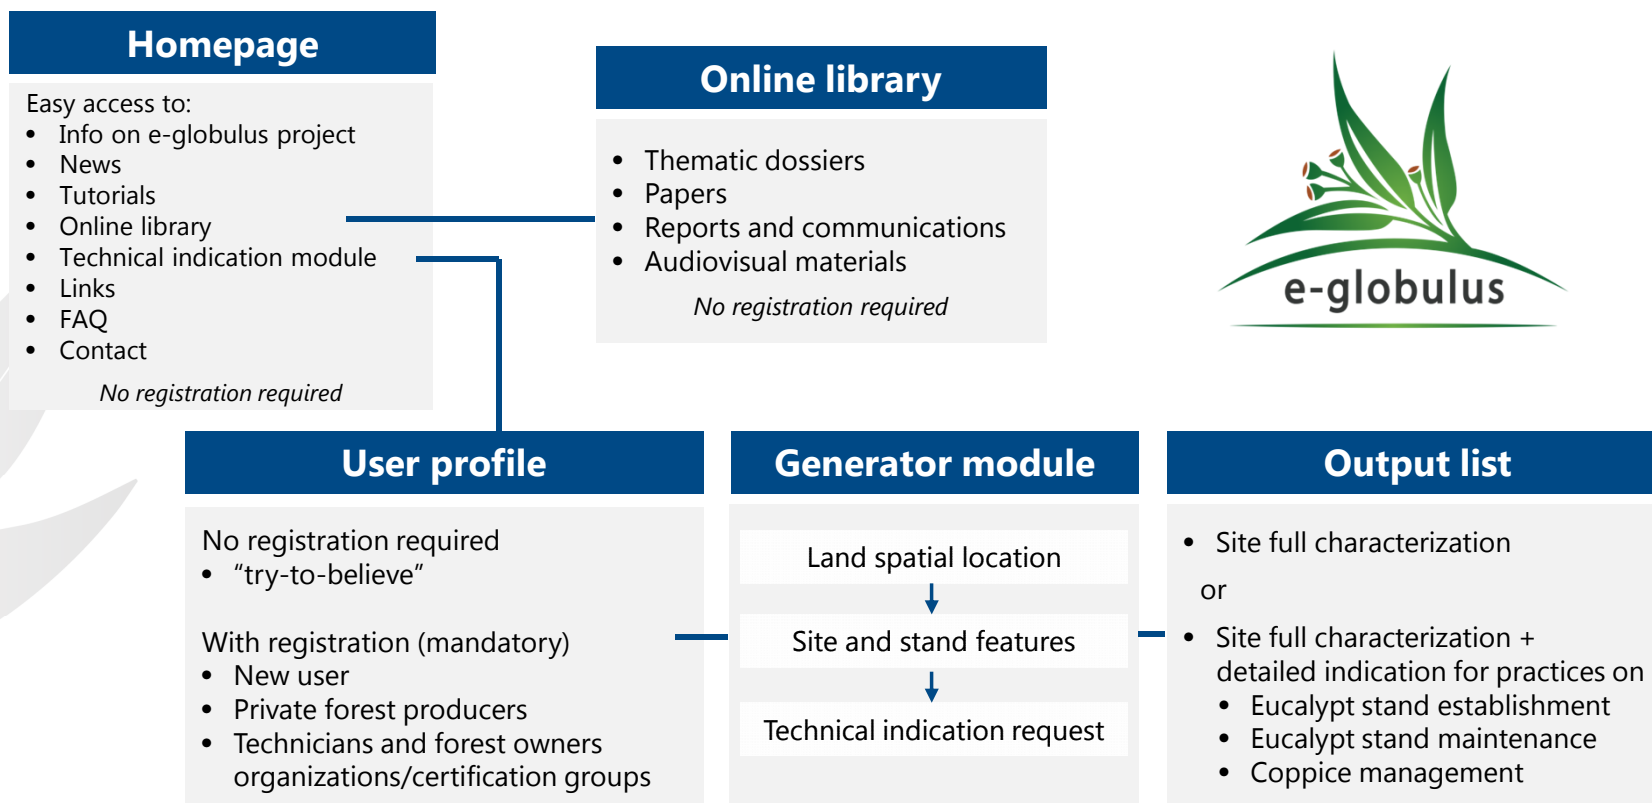 Homepage
Easy access to:
• Info on e-globulus project
• News
• Tutorials
• Online library
• Technical indication module
• Links
• FAQ
• Contact
No registration required
Online library
• Thematic dossiers
• Papers
• Reports and communications
• Audiovisual materials
No registration required
e-globulus
User profile
No registration required
• “try-to-believe”
With registration (mandatory)
• New user
• Private forest producers
• Technicians and forest owners
organizations/certification groups
Generator module
Land spatial location
Site and stand features
Technical indication request
Output list
• Site full characterization
or
• Site full characterization +
detailed indication for practices on
• Eucalypt stand establishment
• Eucalypt stand maintenance
• Coppice management